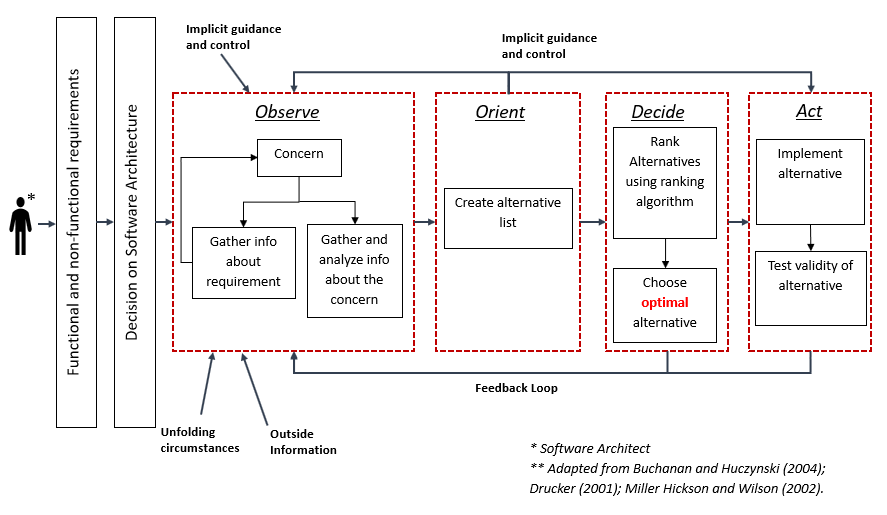 Implicit guidance
and control
Implicit guidance
and control
*
Functional and non-functional requirements
Decision on Software Architecture
Observe
Concern
Gather info
about
requirement
Gather and
analyze info
about the
concern
Orient
Create alternative
list
Decide
Rank
Alternatives
using ranking
algorithm
Choose
optimal
alternative
Act
Implement
alternative
Test validity of
alternative
Feedback Loop
Unfolding
circumstances
Outside
Information
* Software Architect
** Adapted from Buchanan and Huczynski (2004);
Drucker (2001); Miller Hickson and Wilson (2002).